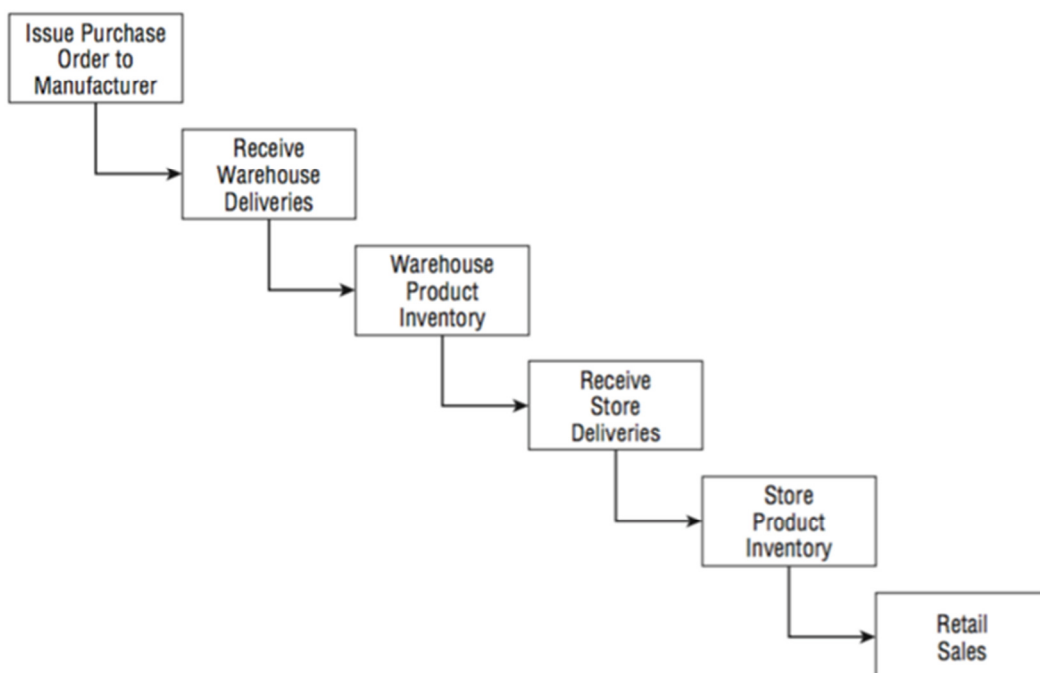 Issue Purchase
Order to
Manufacturer
Receive
Warehouse
Deliveries
Warehouse
Product
Inventory
Receive
Store
Deliveries
Store
Product
Inventory
Retail
Sales